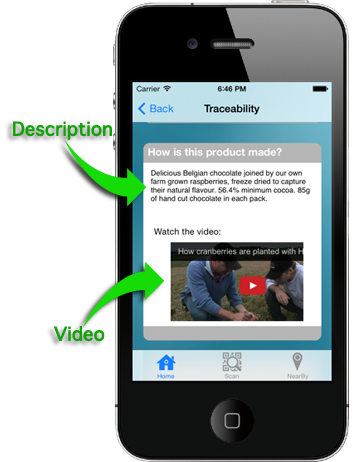 Carrier 6:46 PM
Back Traceability
Description
How is this product made?
Delicious Belgian chocolate joined by our own
farm grown raspberries, freeze dried to capture
their natural flavour. 56.4% minimum cocoa. 85g
of hand cut chocolate in each pack.
Watch the video:
How cranberries are planted with H
Video
Home Scan NearBy